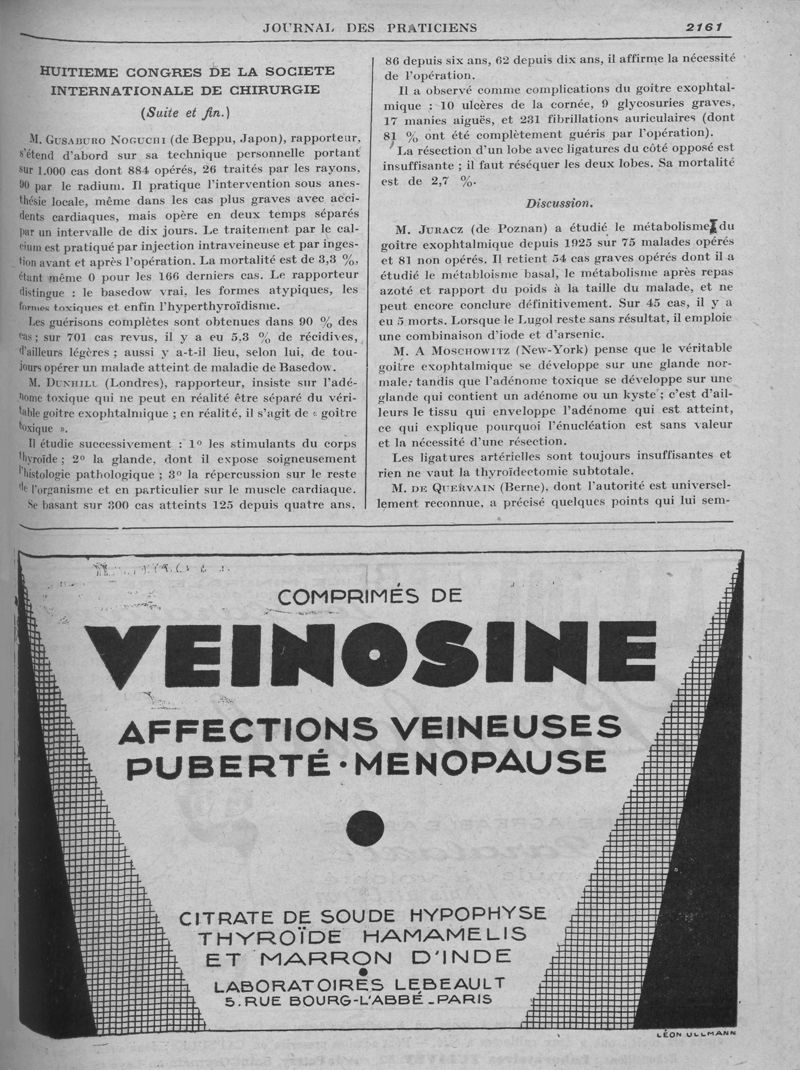 JOURNAL DES PRATICIENS 2161
HUITIEME CONGRES DE LA SOCIETE
INTERNATIONALE DE CHIRURGIE
(Suite et fin.)
M. GUSABURO NOGUCHI (de Beppu, Japon), rapporteur,
s'étend d'abord sur sa technique personnelle portant
sur 1.000 cas dont 884 opérés, 26 traités par les rayons,
90 par le radium. Il pratique l'intervention sous anes-
thésie locale, même dans les cas plus graves avec acci-
dents cardiaques, mais opère en deux temps séparés
par un intervalle de dix jours. Le traitement par le cal-
cium est pratiqué par injection intraveineuse et par inges-
tion avant et après l'opération. La mortalité est de 3,3 %,
étant même 0 pour les 166 derniers cas. Le rapporteur
distingue : le basedow vrai, les formes atypiques, les
formes toxiques et enfin l'hyperthyroïdisme.
Les guérisons complètes sont obtenues dans 90 % des
cas ; sur 701 cas revus, il y a eu 5,3 % de récidives,
d'ailleurs légères ; aussi y a-t-il lieu, selon lui, de tou-
jours opérer un malade atteint de maladie de Basedow.
M. DUNHILL (Londres), rapporteur, insiste sur l'adé-
nome toxique qui ne peut en réalité être séparé du véri-
table goitre exophtalmique ; en réalité, il s'agit de « goitre
toxique ».
Il étudie successivement : 1° les stimulants du corps
thyroïde ; 2° la glande, dont il expose soigneusement
l'histologie pathologique ; 3° la répercussion sur le reste
de l'organisme et en particulier sur le muscle cardiaque.
Se basant sur 300 cas atteints 125 depuis quatre ans,
86 depuis six ans, 62 depuis dix ans, il affirme la nécessité
de l'opération.
Il a observé comme complications du goitre exophtal-
mique : 10 ulcères de la cornée, 9 glycosuries graves,
17 manies aiguës, et 231 fibrillations auriculaires (dont
81 % ont été complètement guéris par l'opération).
La résection d'un lobe avec ligatures du côté opposé est
insuffisante ; il faut réséquer les deux lobes. Sa mortalité
est de 2,7 %.
Discussion.
M. JURACZ (de Poznan) a étudié le métabolisme du
goitre exophtalmique depuis 1925 sur 75 malades opérés
et 81 non opérés. Il retient 54 cas graves opérés dont il a
étudié le métabloisme basal, le métabolisme après repas
azoté et rapport du poids à la taille du malade, et ne
peut encore conclure définitivement. Sur 45 cas, il y a
eu 5 morts. Lorsque le Lugol reste sans résultat, il emploie
une combinaison d'iode et d'arsenic.
M. A MOSCHOWITZ (New-York) pense que le véritable
goitre exophtalmique se développe sur une glande nor-
male; tandis que l'adénome toxique se développe sur une
glande qui contient un adénome ou un kyste ; c'est d'ail-
leurs le tissu qui enveloppe l'adénome qui est atteint,
ce qui explique pourquoi l'énucléation est sans valeur
et la nécessité d'une résection.
Les ligatures artérielles sont toujours insuffisantes et
rien ne vaut la thyroïdectomie subtotale.
M. DE QUERVAIN (Berne), dont l'autorité est universel-
lement reconnue, a précisé quelques points qui lui sem-
COMPRIMÉS DE
VEINOSINE
AFFECTIONS VEINEUSES
PUBERTÉ · MENOPAUSE
CITRATE DE SOUDE HYPOPHYSE
THYROÏDE HAMAMELIS
ET MARRON D'INDE
LABORATOIRES LEBEAULT
5. RUE BOURG-L'ABBÉ - PARIS
LÉON ULLMANN